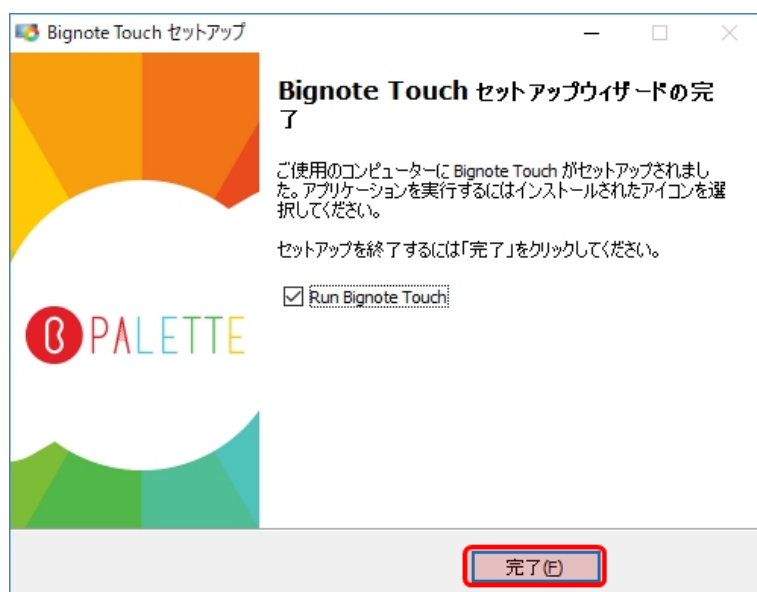 Bignote Touch セットアップ
Bignote Touch セットアップウィザードの完
了
ご使用のコンピューターに Bignote Touch がセットアップされまし
た。アプリケーションを実行するにはインストールされたアイコンを選
択してください。
セットアップを終了するには「完了」をクリックしてください。
Run Bignote Touch
B PALETTE
完了(F)